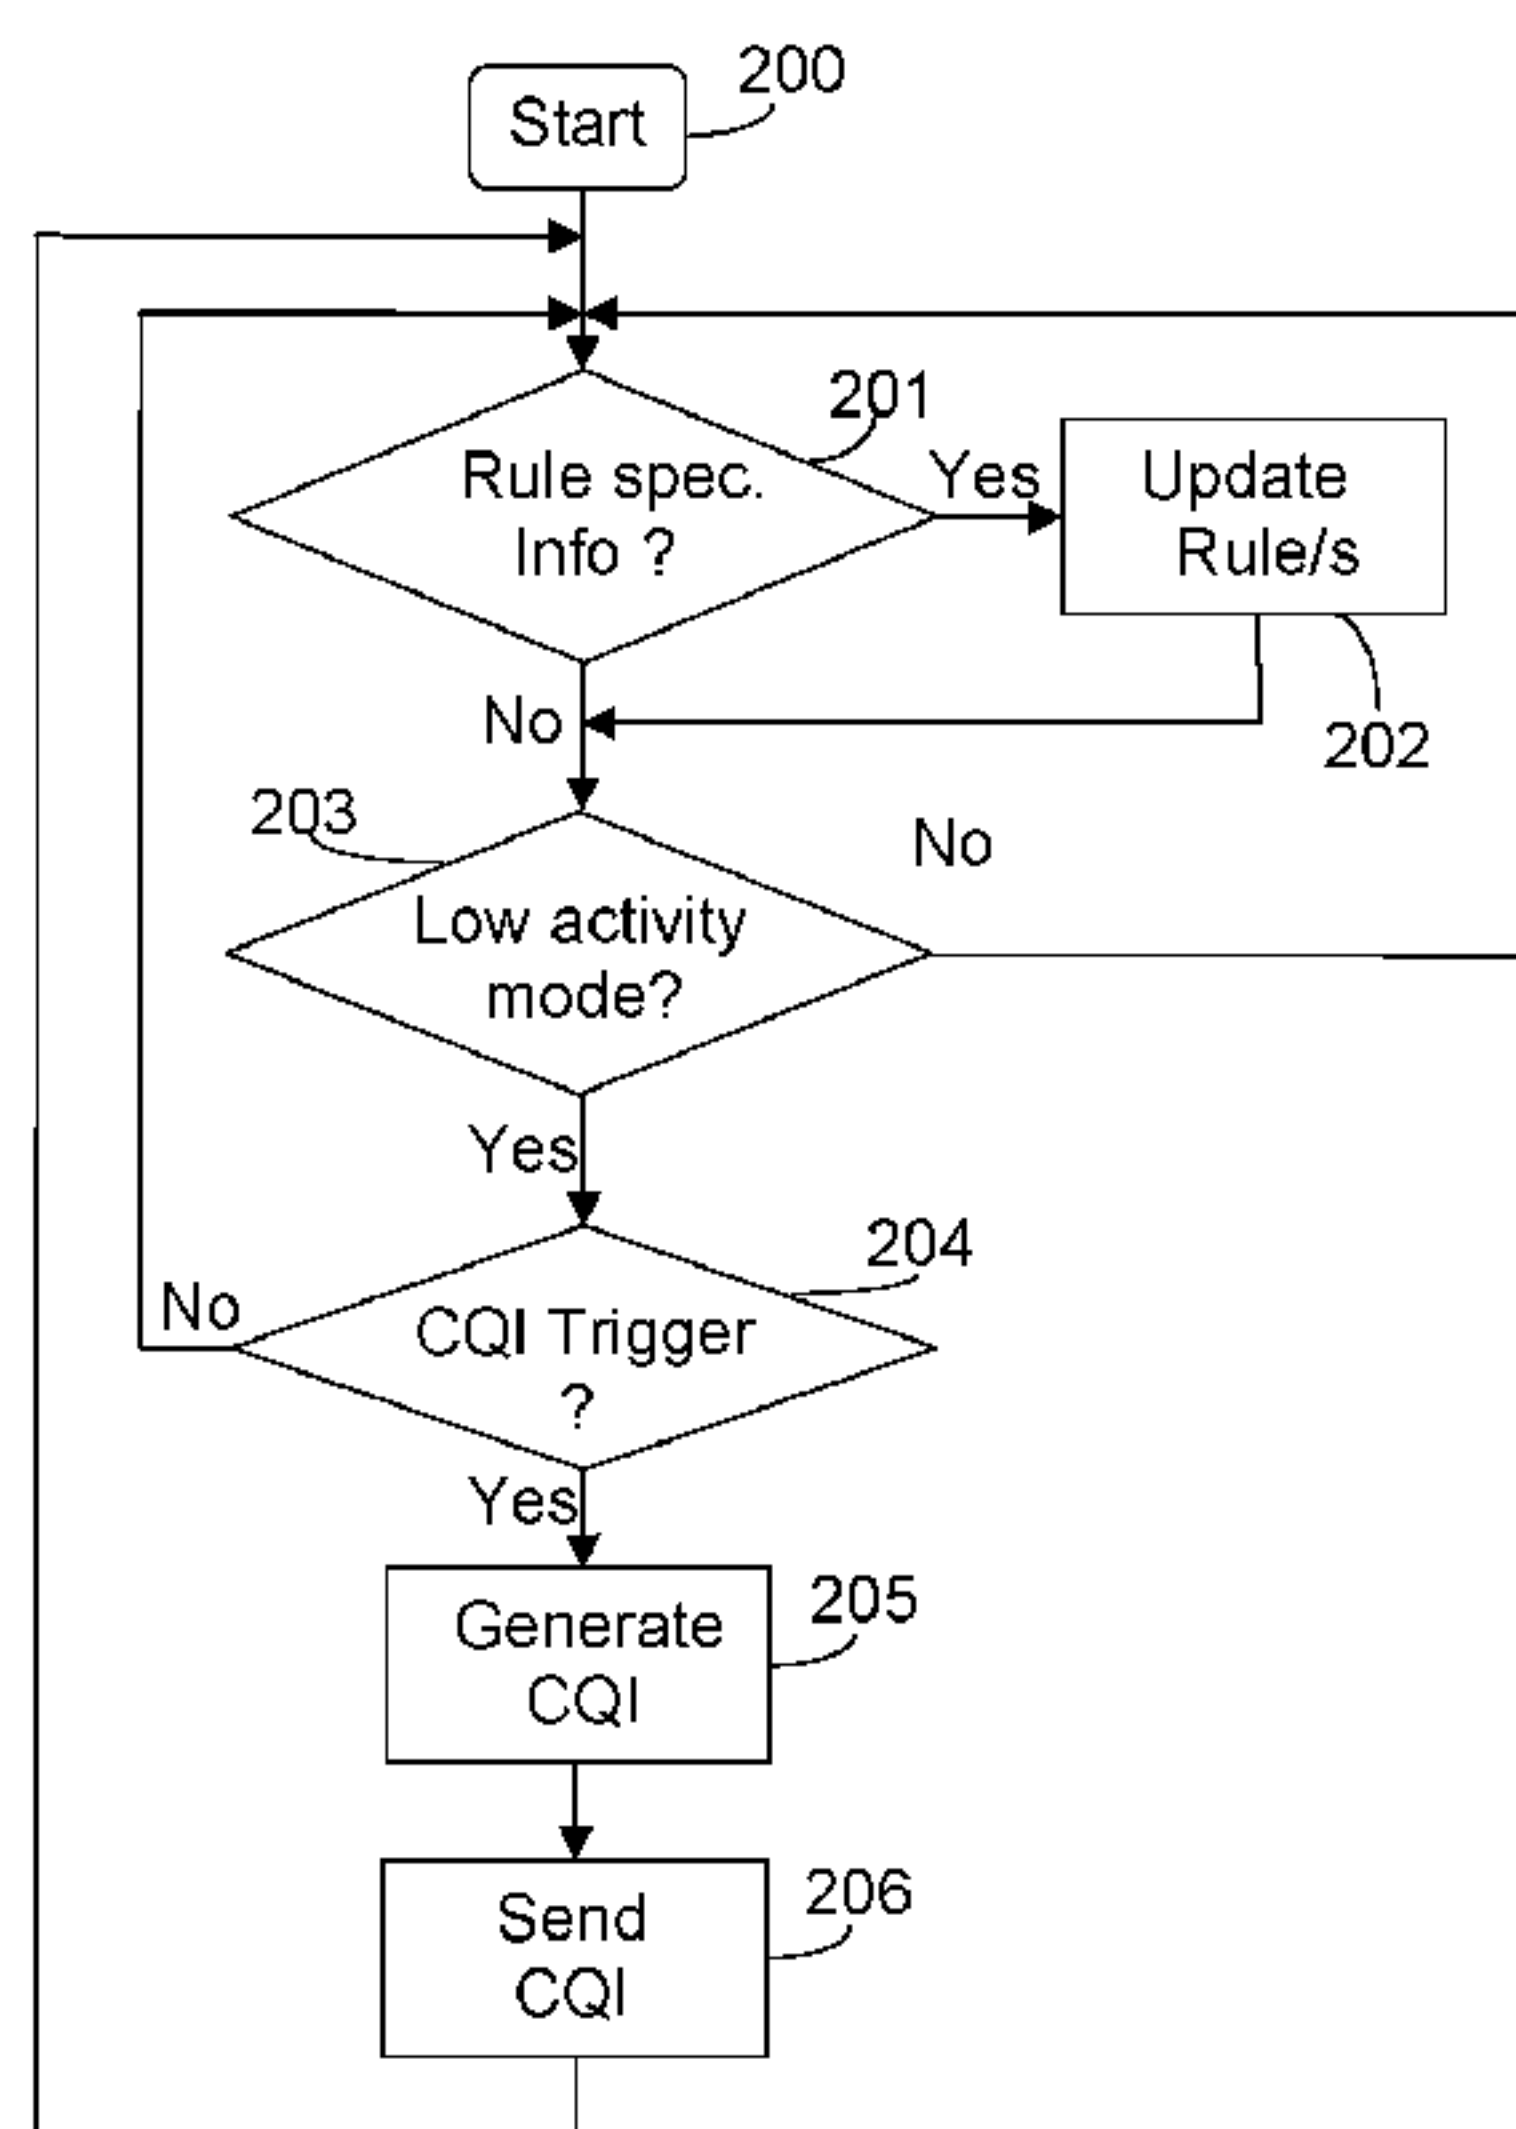 200
Start
201
Rule spec.
Info ?
Yes
Update
Rule/s
No
202
203
No
Low activity
mode?
Yes
204
No
CQI Trigger
?
Yes
205
Generate
CQI
206
Send
CQI